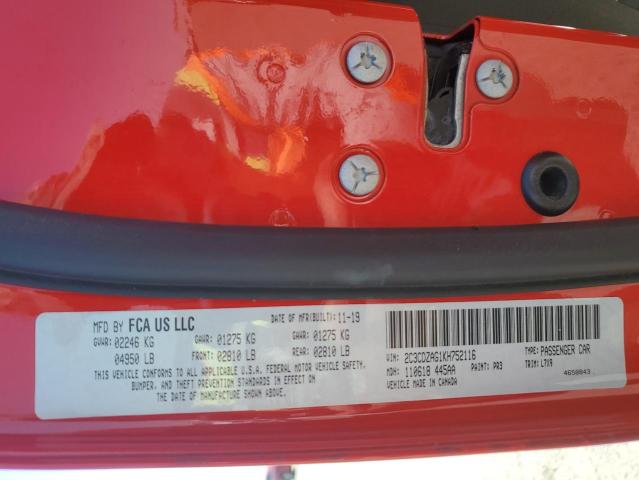 MFD BY FCA US LLC
DATE OF MFR(BUILT): 11-19
GVWR: 02246 KG
GAWR: 01275 KG
GAWR: 01275 KG
04950 LB
FRONT: 02810 LB
REAR: 02810 LB
THIS VEHICLE CONFORMS TO ALL APPLICABLE U.S.A. FEDERAL MOTOR VEHICLE SAFETY,
BUMPER, AND THEFT PREVENTION STANDARDS IN EFFECT ON
THE DATE OF MANUFACTURE SHOWN ABOVE.
VIN: 2C3CDZAG1KH752116
TYPE: PASSENGER CAR
MDH: 110618 445AA
PAINT: PR3
TRIM: LTX9
MADE IN CANADA
4658843